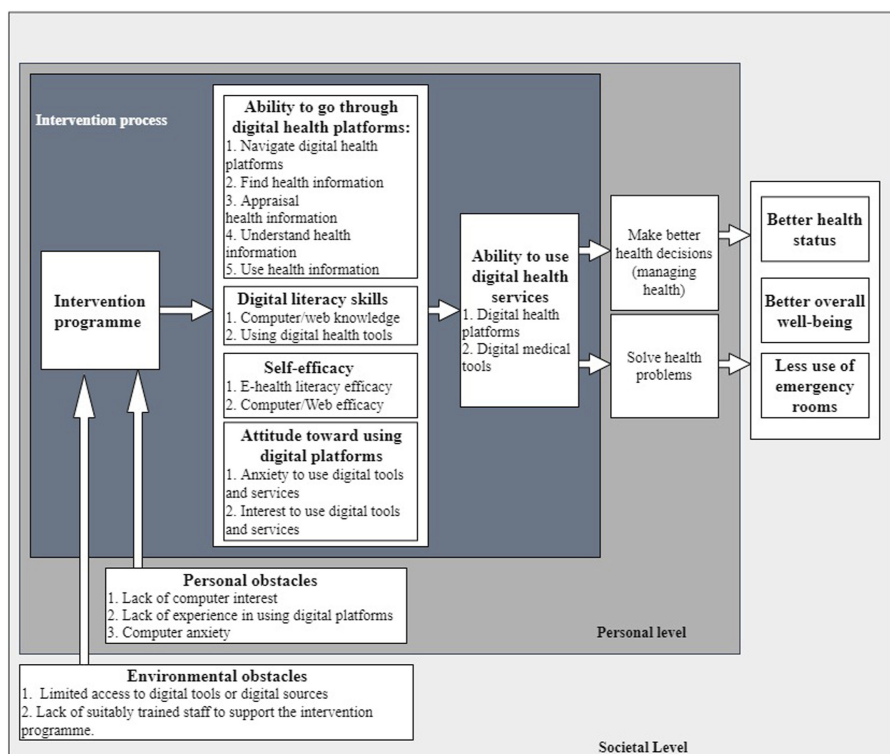 Intervention process
Intervention
programme
Ability to go through
digital health platforms:
1. Navigate digital health
platforms
2. Find health information
3. Appraisal
health information
4. Understand health
information
5. Use health information
Digital literacy skills
1. Computer/web knowledge
2. Using digital health tools
Self-efficacy
1. E-health literacy efficacy
2. Computer/Web efficacy
Attitude toward using
digital platforms
1. Anxiety to use digital tools
and services
2. Interest to use digital tools
and services
Ability to use
digital health
services
1. Digital health
platforms
2. Digital medical
tools
Make better
health decisions
(managing
health)
Solve health
problems
Better health
status
Better overall
well-being
Less use of
emergency
rooms
Personal obstacles
1. Lack of computer interest
2. Lack of experience in using digital platforms
3. Computer anxiety
Personal level
Environmental obstacles
1. Limited access to digital tools or digital sources
2. Lack of suitably trained staff to support the intervention
programme.
Societal Level